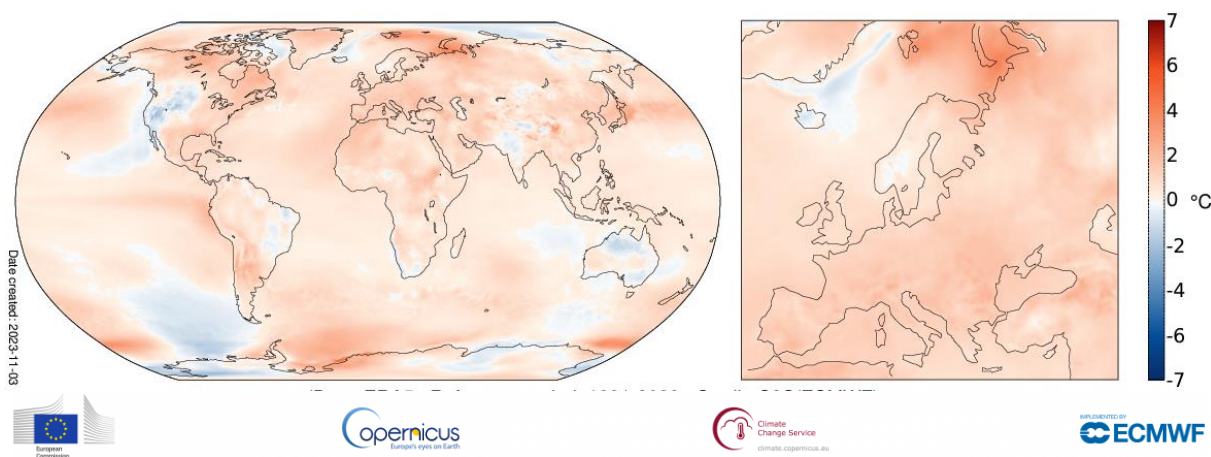 7
6
4
2
0
-2
-4
-6
-7
°C
Date created: 2023-11-03
European
Commission
opernicus
Europe's eyes on Earth
Climate
Change Service
climate.copernicus.eu
IMPLEMENTED BY
ECMWF